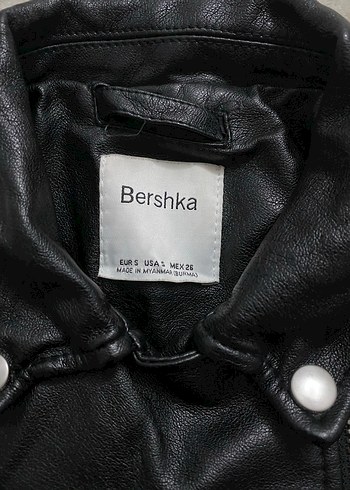 Bershka
EUR S USA S MEX 26
MADE IN MYANMAR (BURMA)